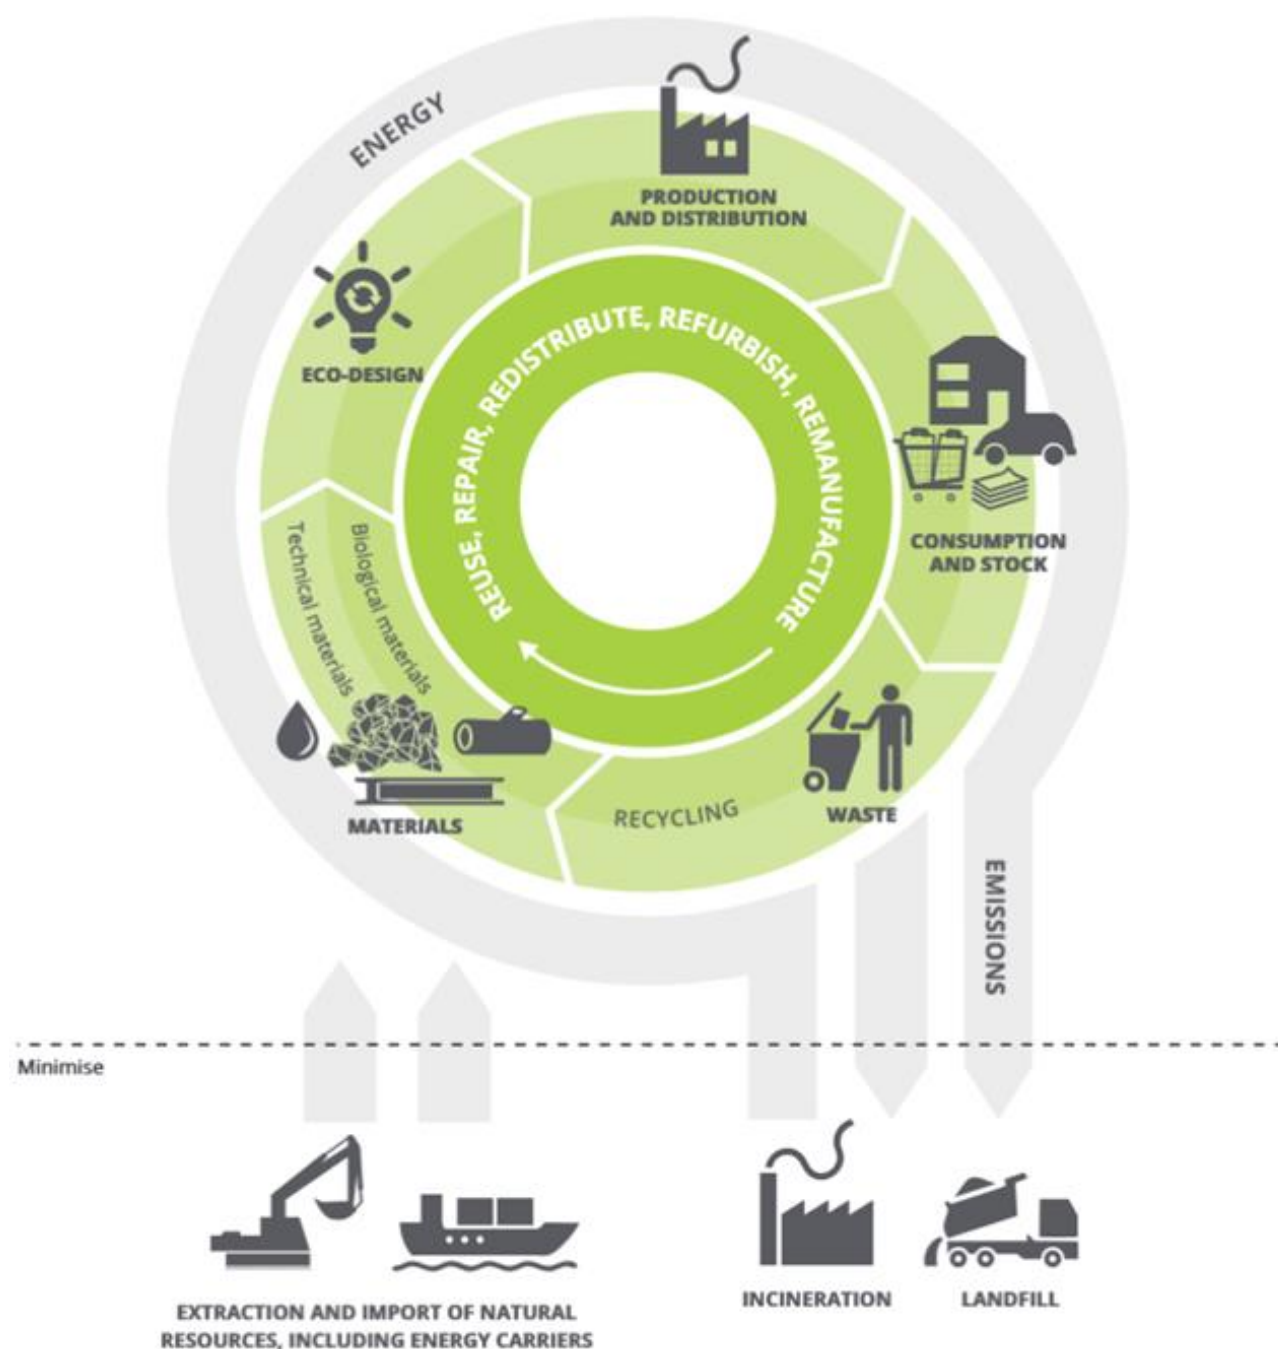 ENERGY
PRODUCTION
AND DISTRIBUTION
ECO-DESIGN
REUSE, REPAIR, REDISTRIBUTE, REFURBISH, REMANUFACTURE
CONSUMPTION
AND STOCK
Technical materials
Biological materials
MATERIALS
RECYCLING
WASTE
EMISSIONS
Minimise
EXTRACTION AND IMPORT OF NATURAL
RESOURCES, INCLUDING ENERGY CARRIERS
INCINERATION
LANDFILL